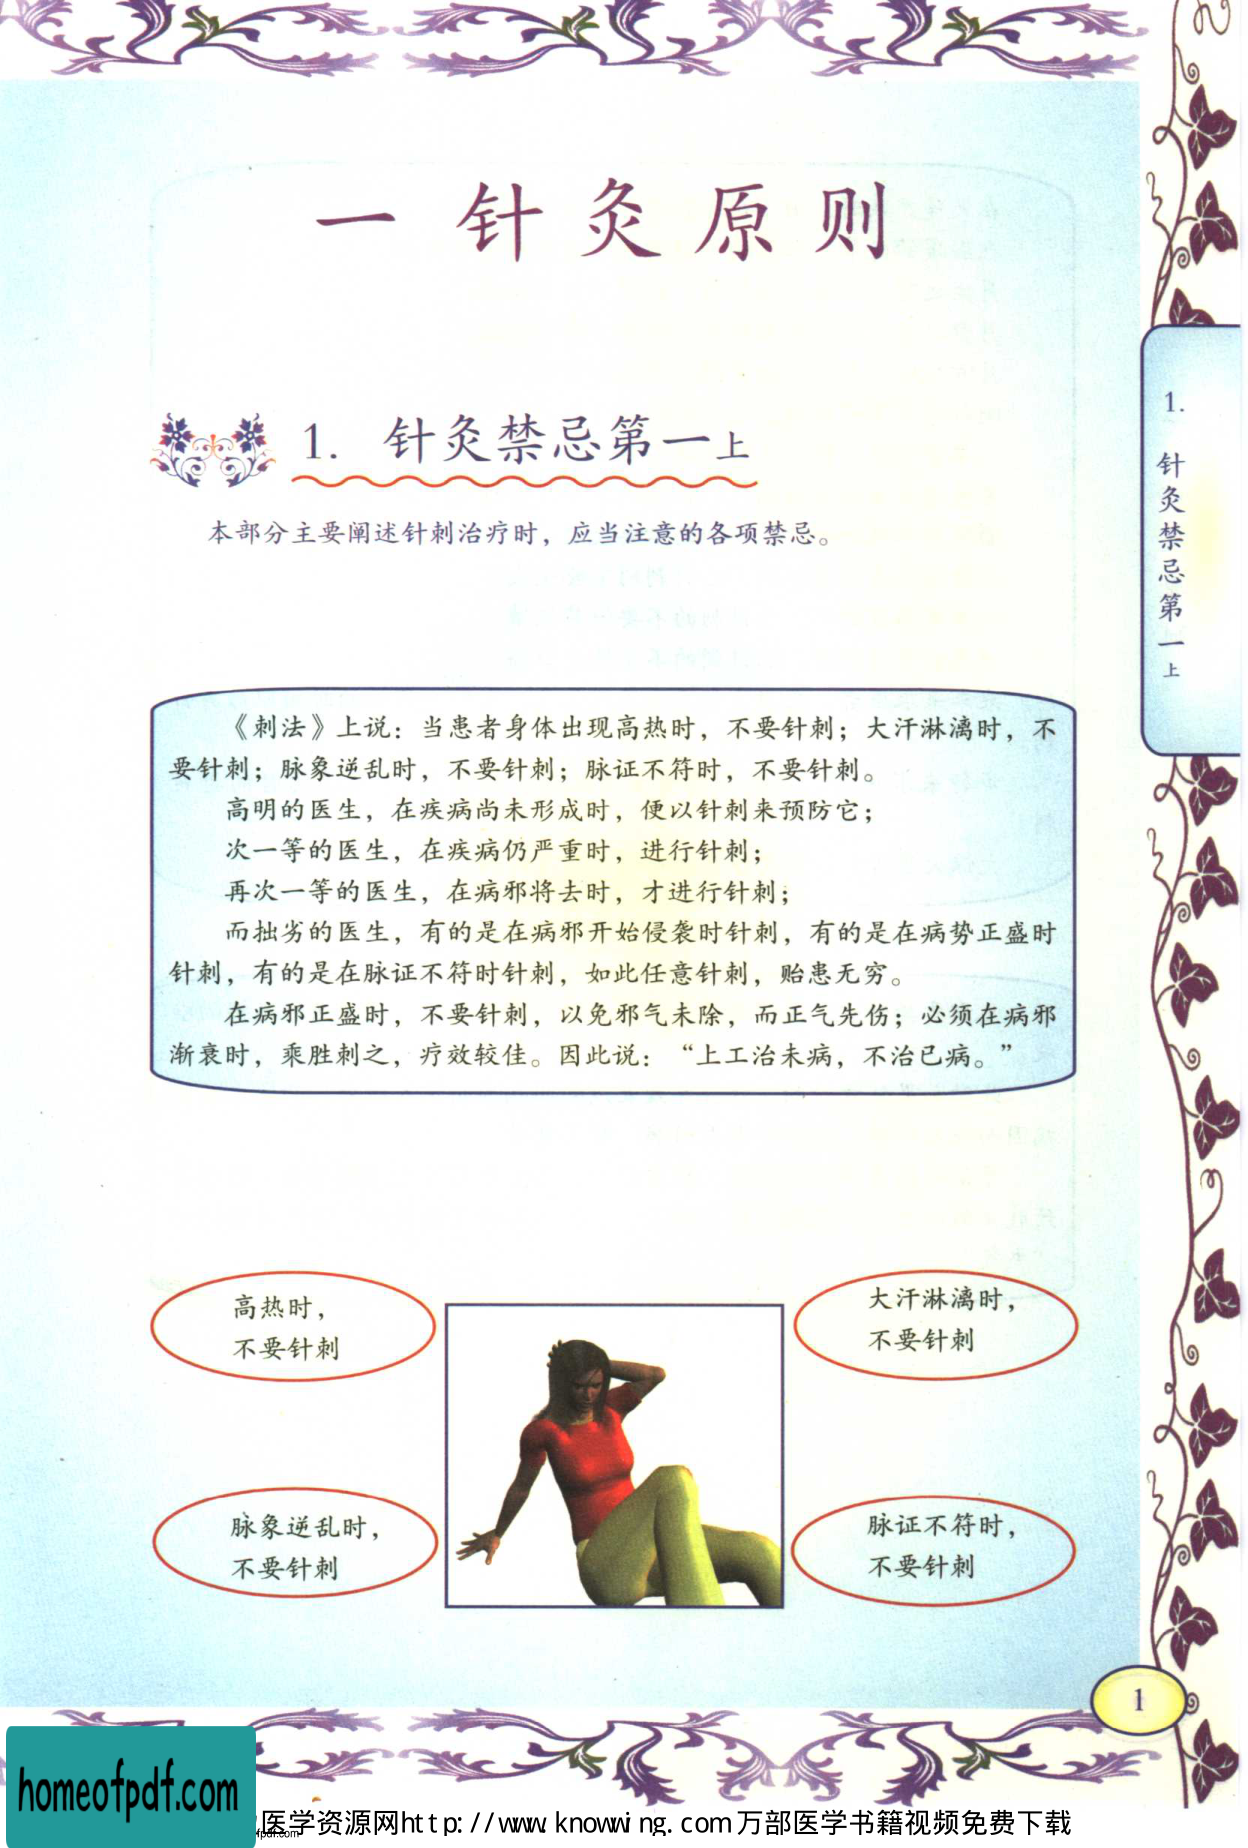 一 针灸原则
1. 针灸禁忌第一上
本部分主要阐述针刺治疗时，应当注意的各项禁忌。
《刺法》上说：当患者身体出现高热时，不要针刺；大汗淋漓时，不
要针刺；脉象逆乱时，不要针刺；脉证不符时，不要针刺。
高明的医生，在疾病尚未形成时，便以针刺来预防它；
次一等的医生，在疾病仍严重时，进行针刺；
再次一等的医生，在病邪将去时，才进行针刺；
而拙劣的医生，有的是在病邪开始侵袭时针刺，有的是在病势正盛时
针刺，有的是在脉证不符时针刺，如此任意针刺，贻患无穷。
在病邪正盛时，不要针刺，以免邪气未除，而正气先伤；必须在病邪
渐衰时，乘胜刺之，疗效较佳。因此说：“上工治未病，不治已病。”
高热时，
不要针刺
大汗淋漓时，
不要针刺
脉象逆乱时，
不要针刺
脉证不符时，
不要针刺
1. 针灸禁忌第一上
1
homeofpdf.com
医学资源网http://www.knowwing.com万部医学书籍视频免费下载